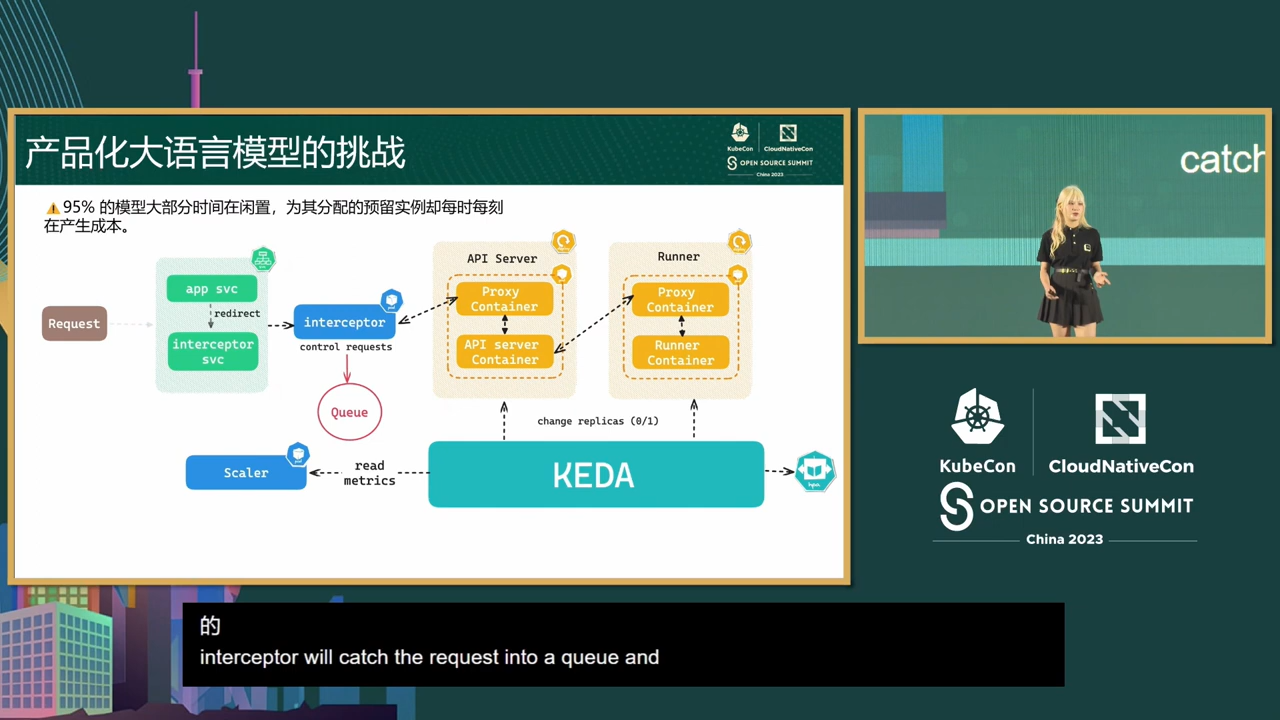 产品化大语言模型的挑战
KubeCon
CloudNativeCon
OPEN SOURCE SUMMIT
China 2023
⚠️ 95% 的模型大部分时间在闲置，为其分配的预留实例却每时每刻
在产生成本。
Request
app svc
redirect
interceptor
svc
interceptor
control requests
Queue
API Server
Proxy
Container
API server
Container
Runner
Proxy
Container
Runner
Container
change replicas (0/1)
Scaler
read
metrics
KEDA
catch
KubeCon
CloudNativeCon
OPEN SOURCE SUMMIT
China 2023
的
interceptor will catch the request into a queue and